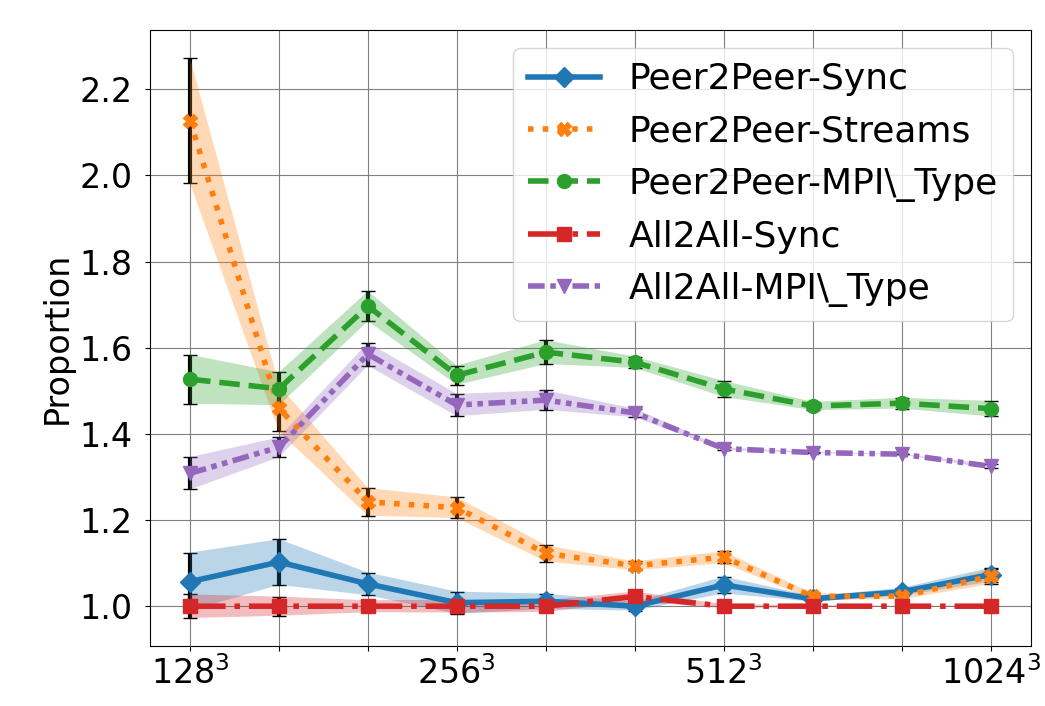 Peer2Peer-Sync
Peer2Peer-Streams
Peer2Peer-MPI\_Type
All2All-Sync
All2All-MPI\_Type
Proportion
2.2
2.0
1.8
1.6
1.4
1.2
1.0
128³ 256³ 512³ 1024³